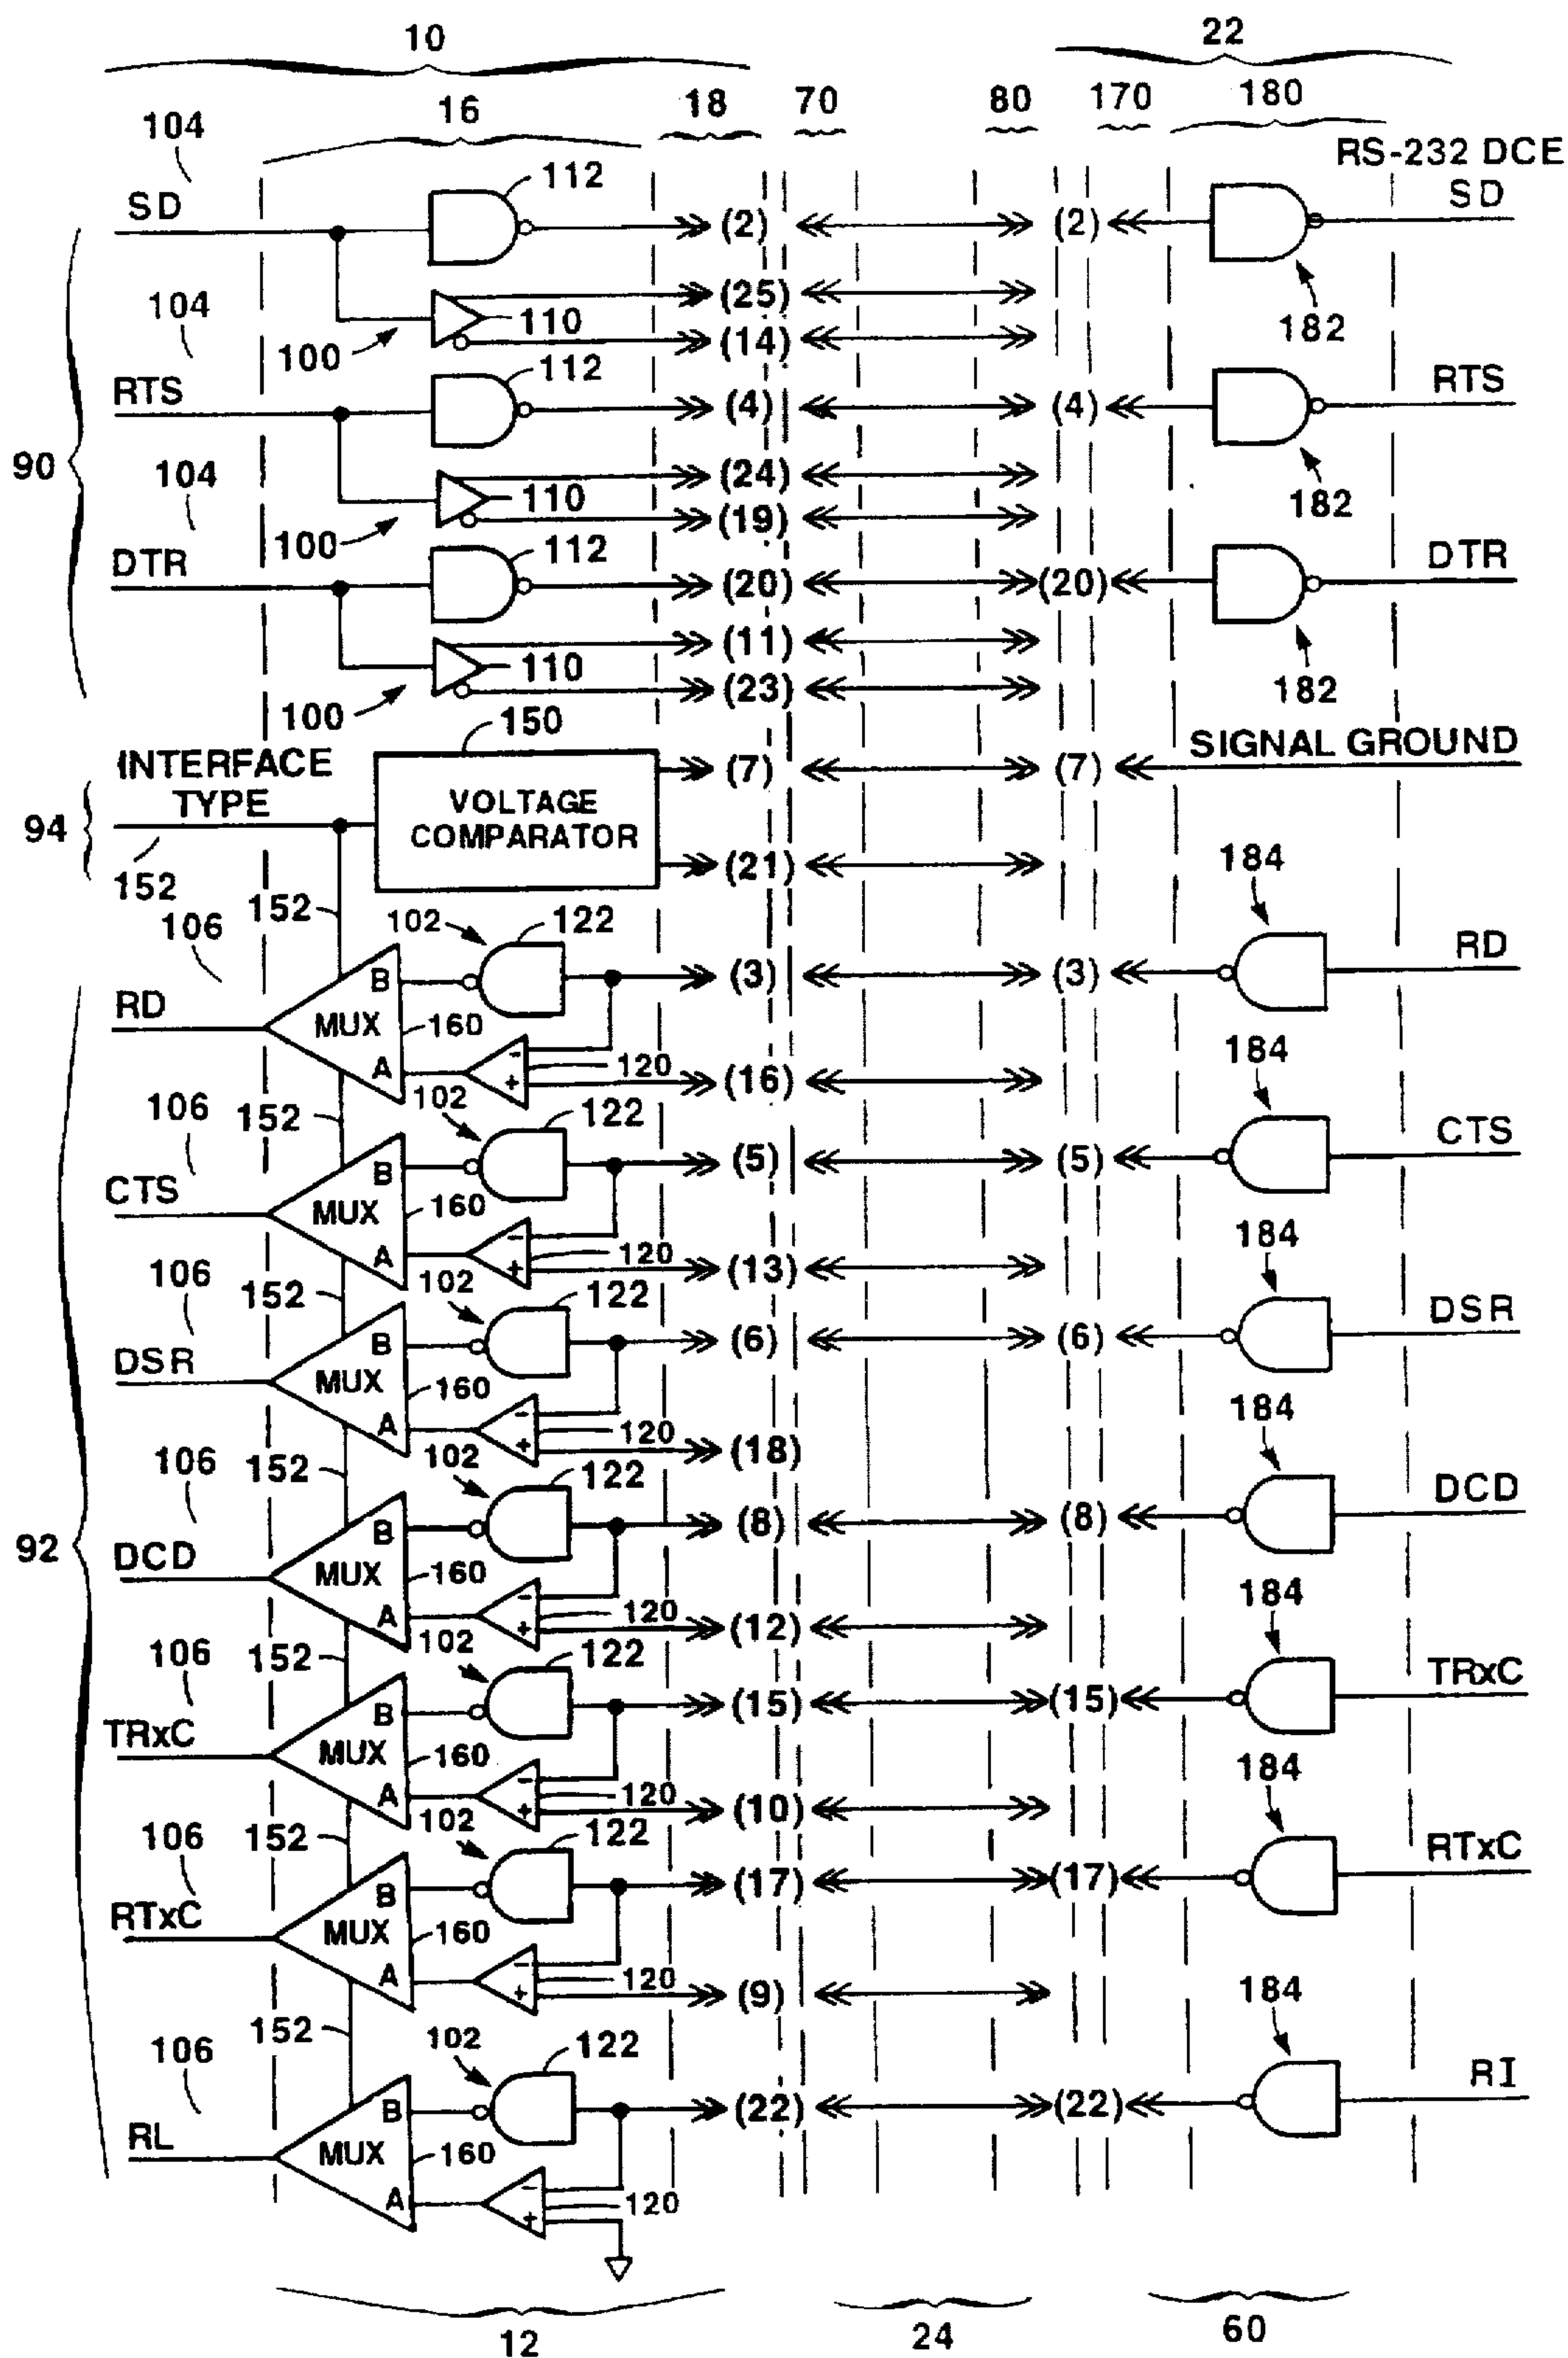 10 22
16 18 70 80 170 180
104 RS-232 DCE
SD 112 (2) (2) SD
(25)
110 182
100 (14)
104
RTS 112 (4) (4) RTS
90 (24)
104 110 182
100 (19)
DTR 112 (20) (20) DTR
(11)
110 182
100 (23)
150
INTERFACE (7) (7) SIGNAL GROUND
94 TYPE VOLTAGE
COMPARATOR
152 (21) 184
152
106 102 122
B (3) (3) RD
RD MUX 160
A 120 (16) 184
106 152 102 122
B (5) (5) CTS
CTS MUX 160
A 120 (13) 184
106 152 102 122
B (6) (6) DSR
DSR MUX 160
A 120 (18) 184
106 152 102 122
92 B (8) (8) DCD
DCD MUX 160
A 120 (12) 184
106 152 102 122
B (15) (15) TRxC
TRxC MUX 160
A 120 (10) 184
106 152 102 122
B (17) (17) RTxC
RTxC MUX 160
A 120 (9) 184
106 152 102 122
B (22) (22) RI
RL MUX 160
A 120
12 24 60